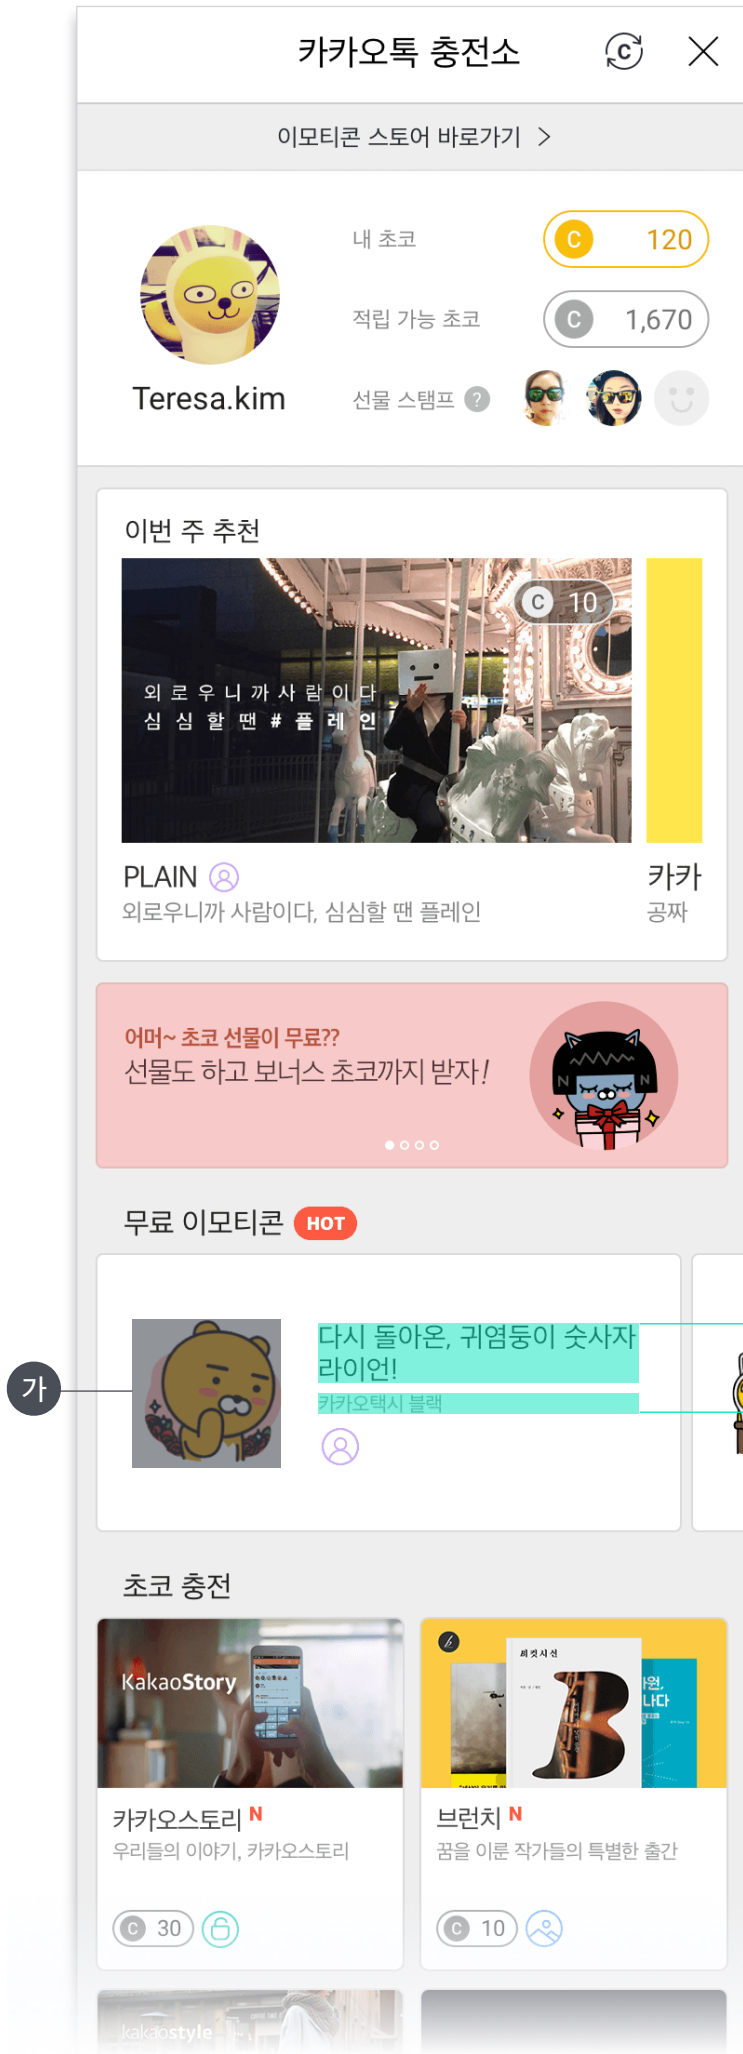 카카오톡 충전소
이모티콘 스토어 바로가기 >
내 초코
C 120
적립 가능 초코
C 1,670
Teresa.kim
선물 스탬프 ?
이번 주 추천
C 10
외로우니까사람이다
심심할땐#플레인
PLAIN
외로우니까 사람이다, 심심할 땐 플레인
카카
공짜
어머~ 초코 선물이 무료??
선물도 하고 보너스 초코까지 받자!
무료 이모티콘 HOT
가
다시 돌아온, 귀염둥이 숫사자
라이언!
카카오택시 블랙
초코 충전
KakaoStory
카카오스토리 N
우리들의 이야기, 카카오스토리
C 30
b
B
브런치 N
꿈을 이룬 작가들의 특별한 출간
C 10
kakaostyle